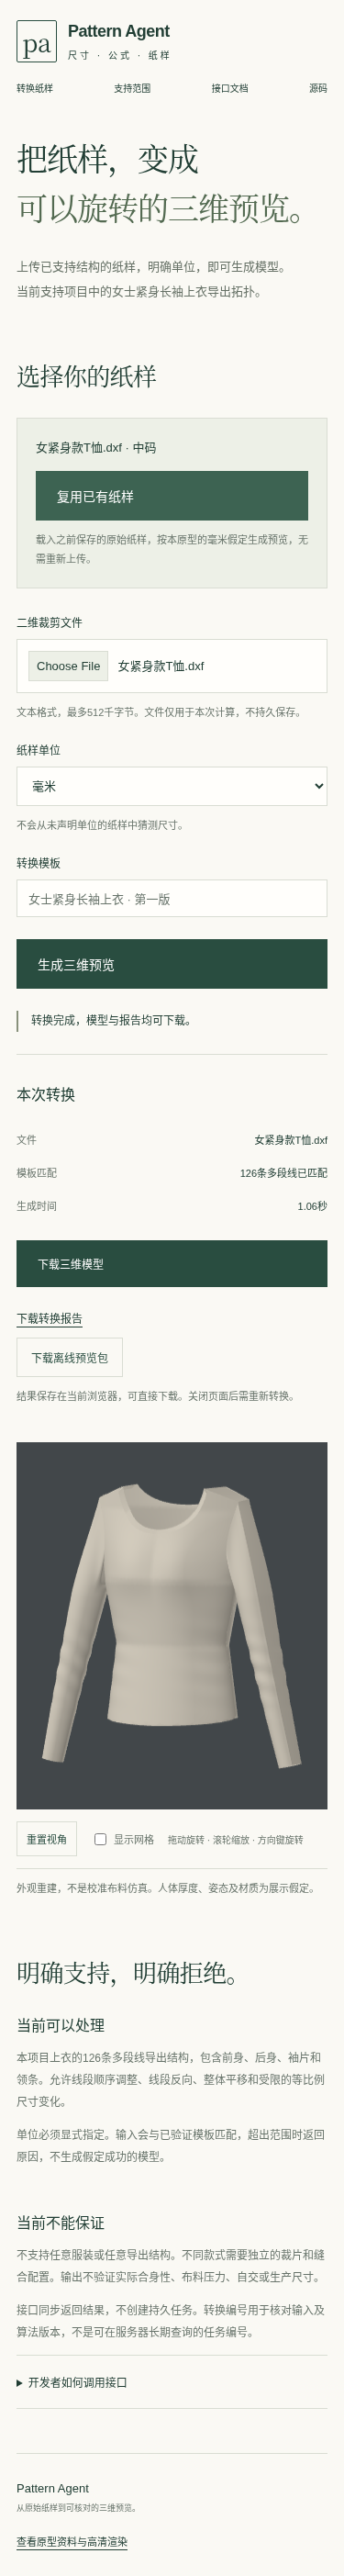 pa
Pattern Agent
尺寸 · 公式 · 纸样
转换纸样 支持范围 接口文档 源码
把纸样，变成
可以旋转的三维预览。
上传已支持结构的纸样，明确单位，即可生成模型。
当前支持项目中的女士紧身长袖上衣导出拓扑。
选择你的纸样
女紧身款T恤.dxf · 中码
复用已有纸样
载入之前保存的原始纸样，按本原型的毫米假定生成预览，无
需重新上传。
二维裁剪文件
Choose File 女紧身款T恤.dxf
文本格式，最多512千字节。文件仅用于本次计算，不持久保存。
纸样单位
毫米
不会从未声明单位的纸样中猜测尺寸。
转换模板
女士紧身长袖上衣 · 第一版
生成三维预览
转换完成，模型与报告均可下载。
本次转换
文件 女紧身款T恤.dxf
模板匹配 126条多段线已匹配
生成时间 1.06秒
下载三维模型
下载转换报告
下载离线预览包
结果保存在当前浏览器，可直接下载。关闭页面后需重新转换。
重置视角 显示网格 拖动旋转 · 滚轮缩放 · 方向键旋转
外观重建，不是校准布料仿真。人体厚度、姿态及材质为展示假定。
明确支持，明确拒绝。
当前可以处理
本项目上衣的126条多段线导出结构，包含前身、后身、袖片和
领条。允许线段顺序调整、线段反向、整体平移和受限的等比例
尺寸变化。
单位必须显式指定。输入会与已验证模板匹配，超出范围时返回
原因，不生成假定成功的模型。
当前不能保证
不支持任意服装或任意导出结构。不同款式需要独立的裁片和缝
合配置。输出不验证实际合身性、布料压力、自交或生产尺寸。
接口同步返回结果，不创建持久任务。转换编号用于核对输入及
算法版本，不是可在服务器长期查询的任务编号。
开发者如何调用接口
Pattern Agent
从原始纸样到可核对的三维预览。
查看原型资料与高清渲染